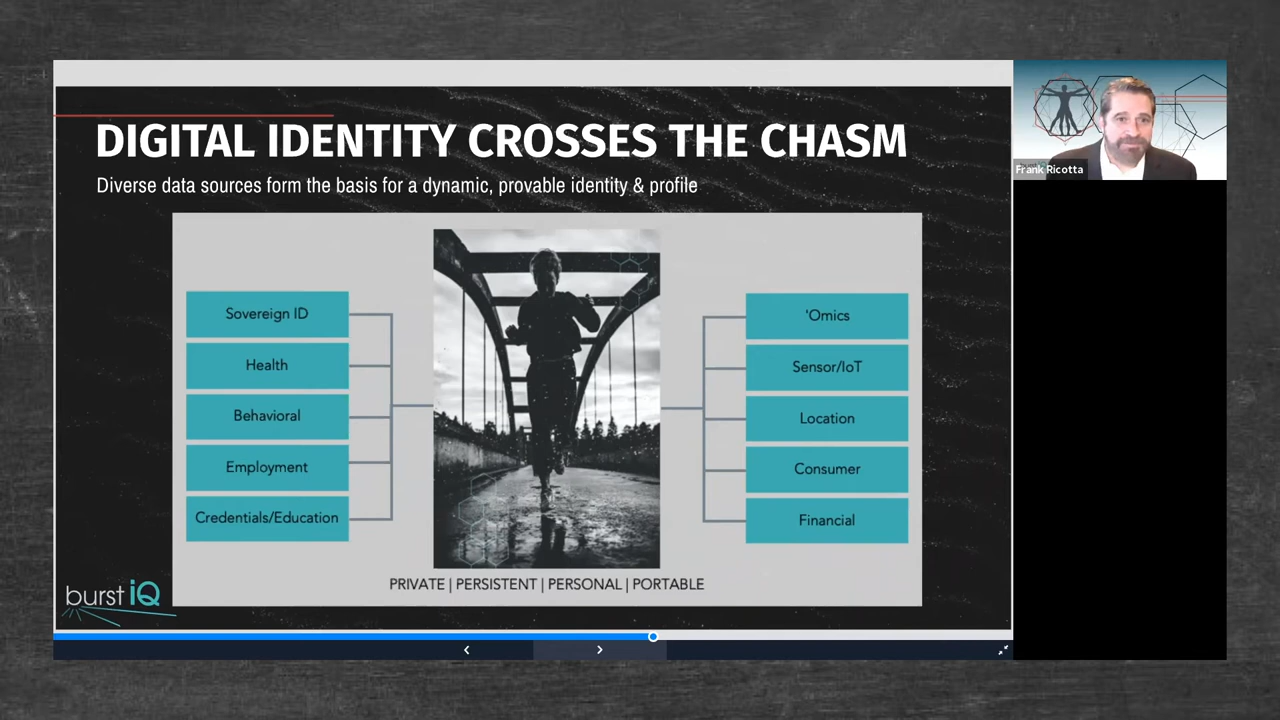 DIGITAL IDENTITY CROSSES THE CHASM
Diverse data sources form the basis for a dynamic, provable identity & profile
Sovereign ID
Health
Behavioral
Employment
Credentials/Education
'Omics
Sensor/IoT
Location
Consumer
Financial
PRIVATE | PERSISTENT | PERSONAL | PORTABLE
burst iQ
Frank Ricotta